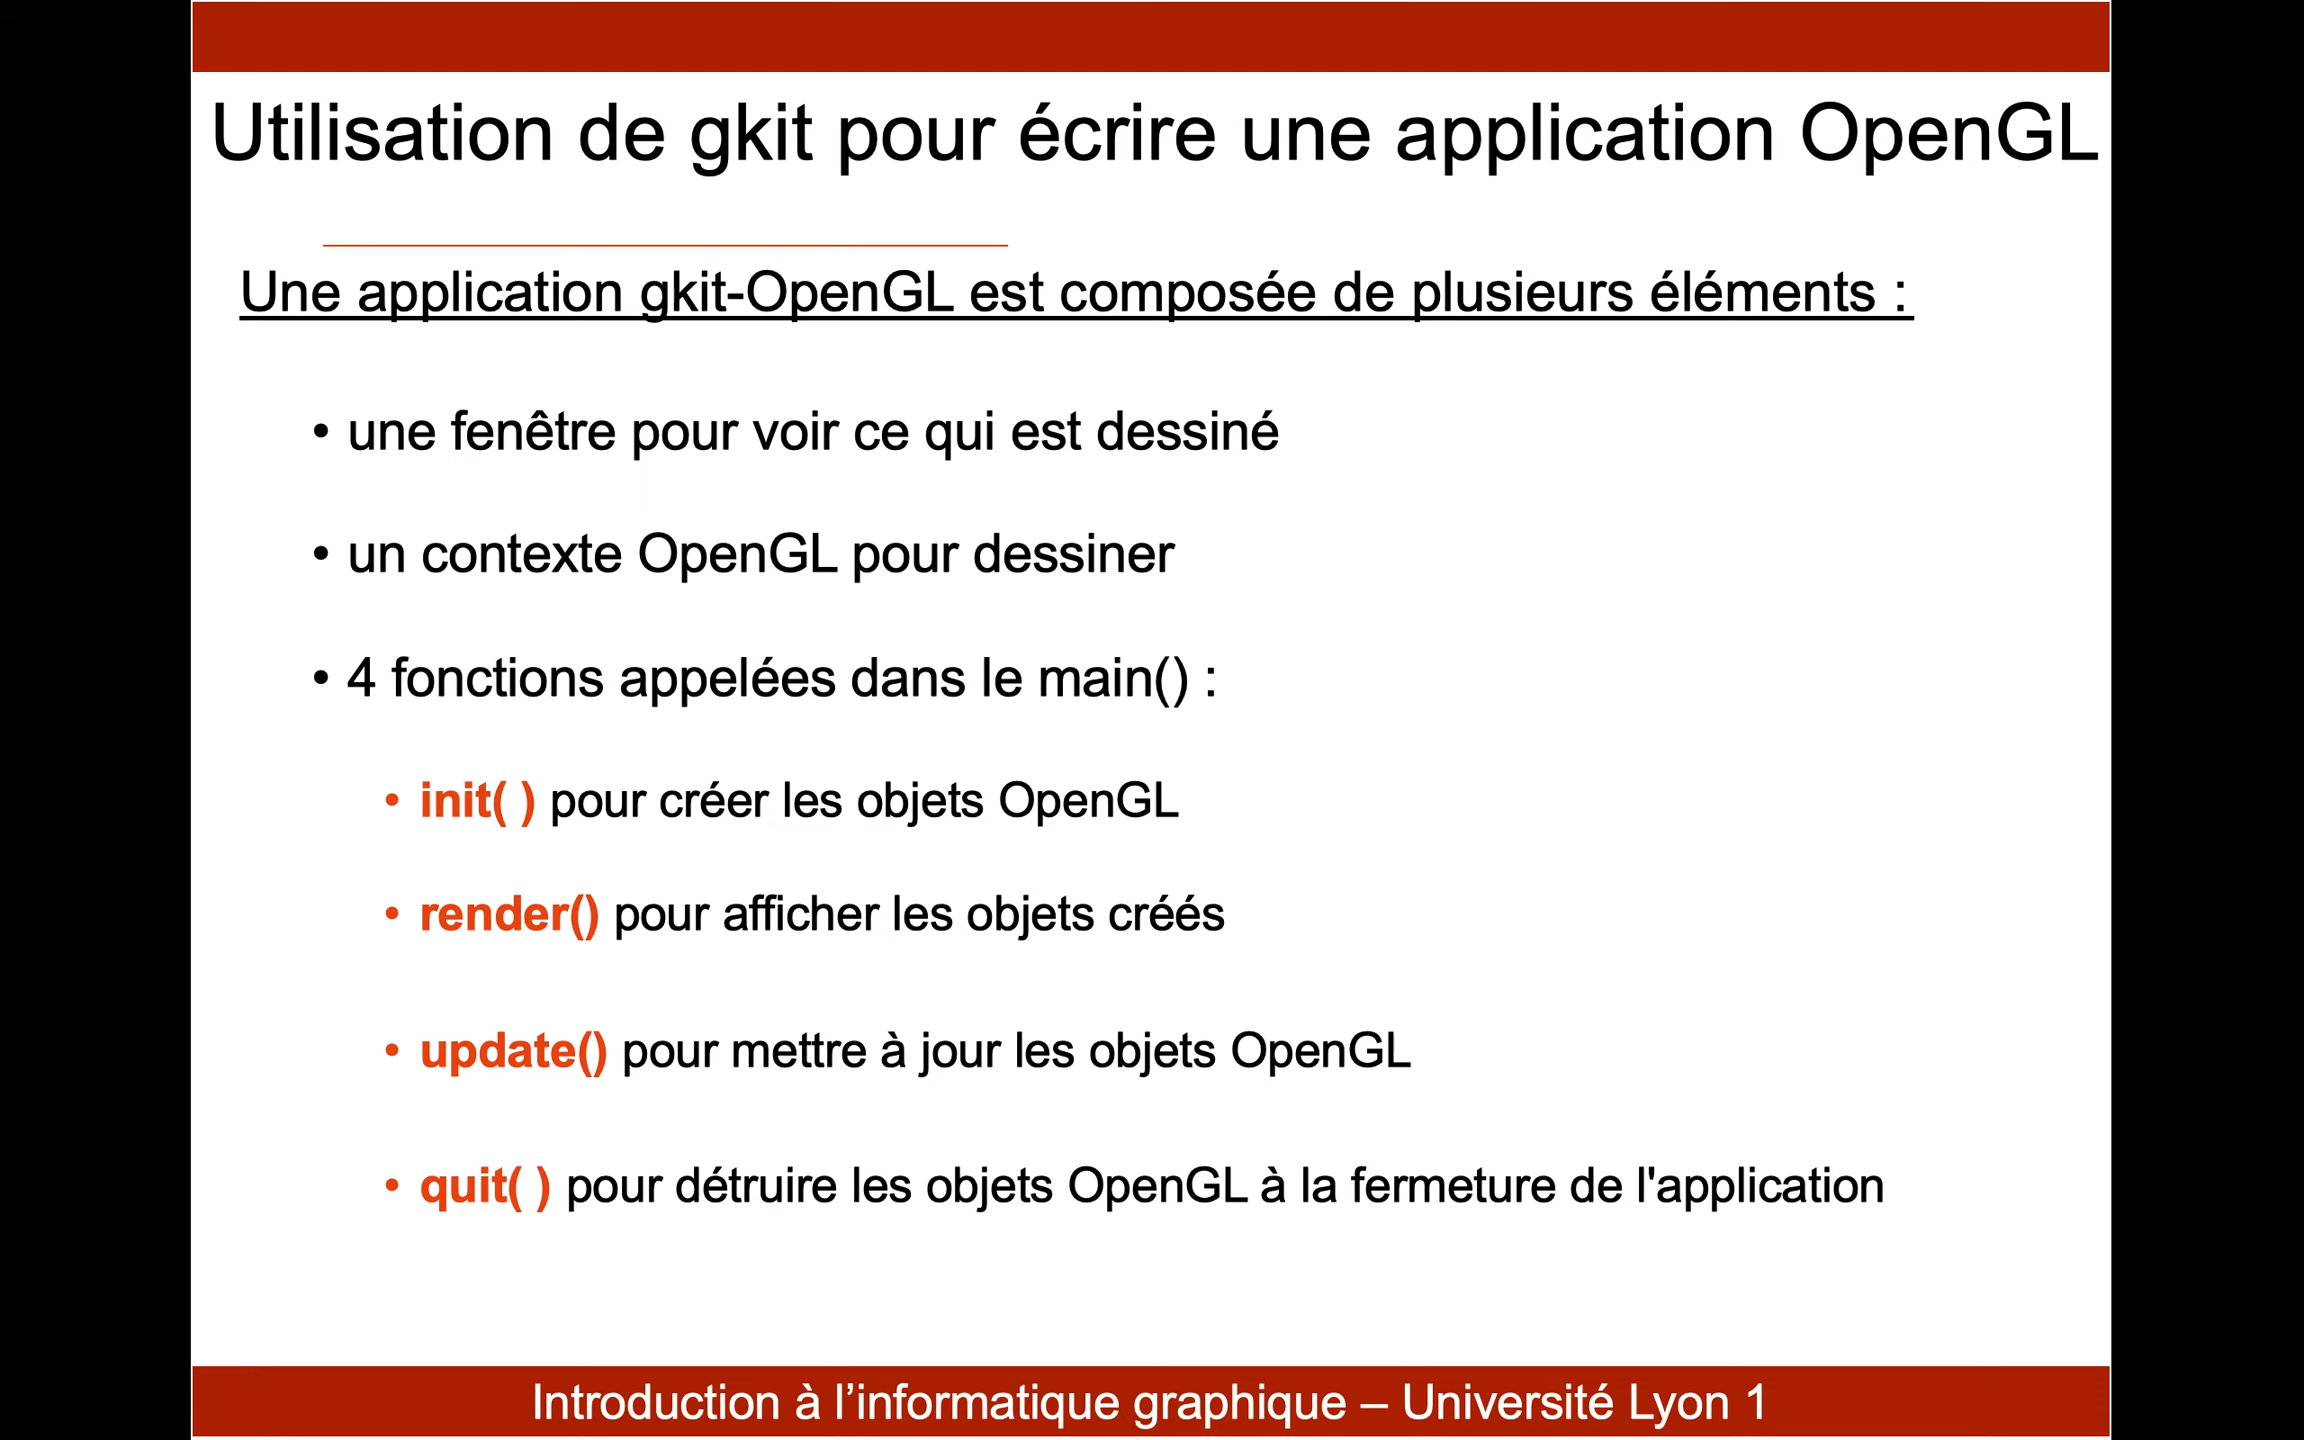 Utilisation de gkit pour écrire une application OpenGL
Une application gkit-OpenGL est composée de plusieurs éléments :
• une fenêtre pour voir ce qui est dessiné
• un contexte OpenGL pour dessiner
• 4 fonctions appelées dans le main() :
• init( ) pour créer les objets OpenGL
• render() pour afficher les objets créés
• update() pour mettre à jour les objets OpenGL
• quit( ) pour détruire les objets OpenGL à la fermeture de l'application
Introduction à l’informatique graphique – Université Lyon 1